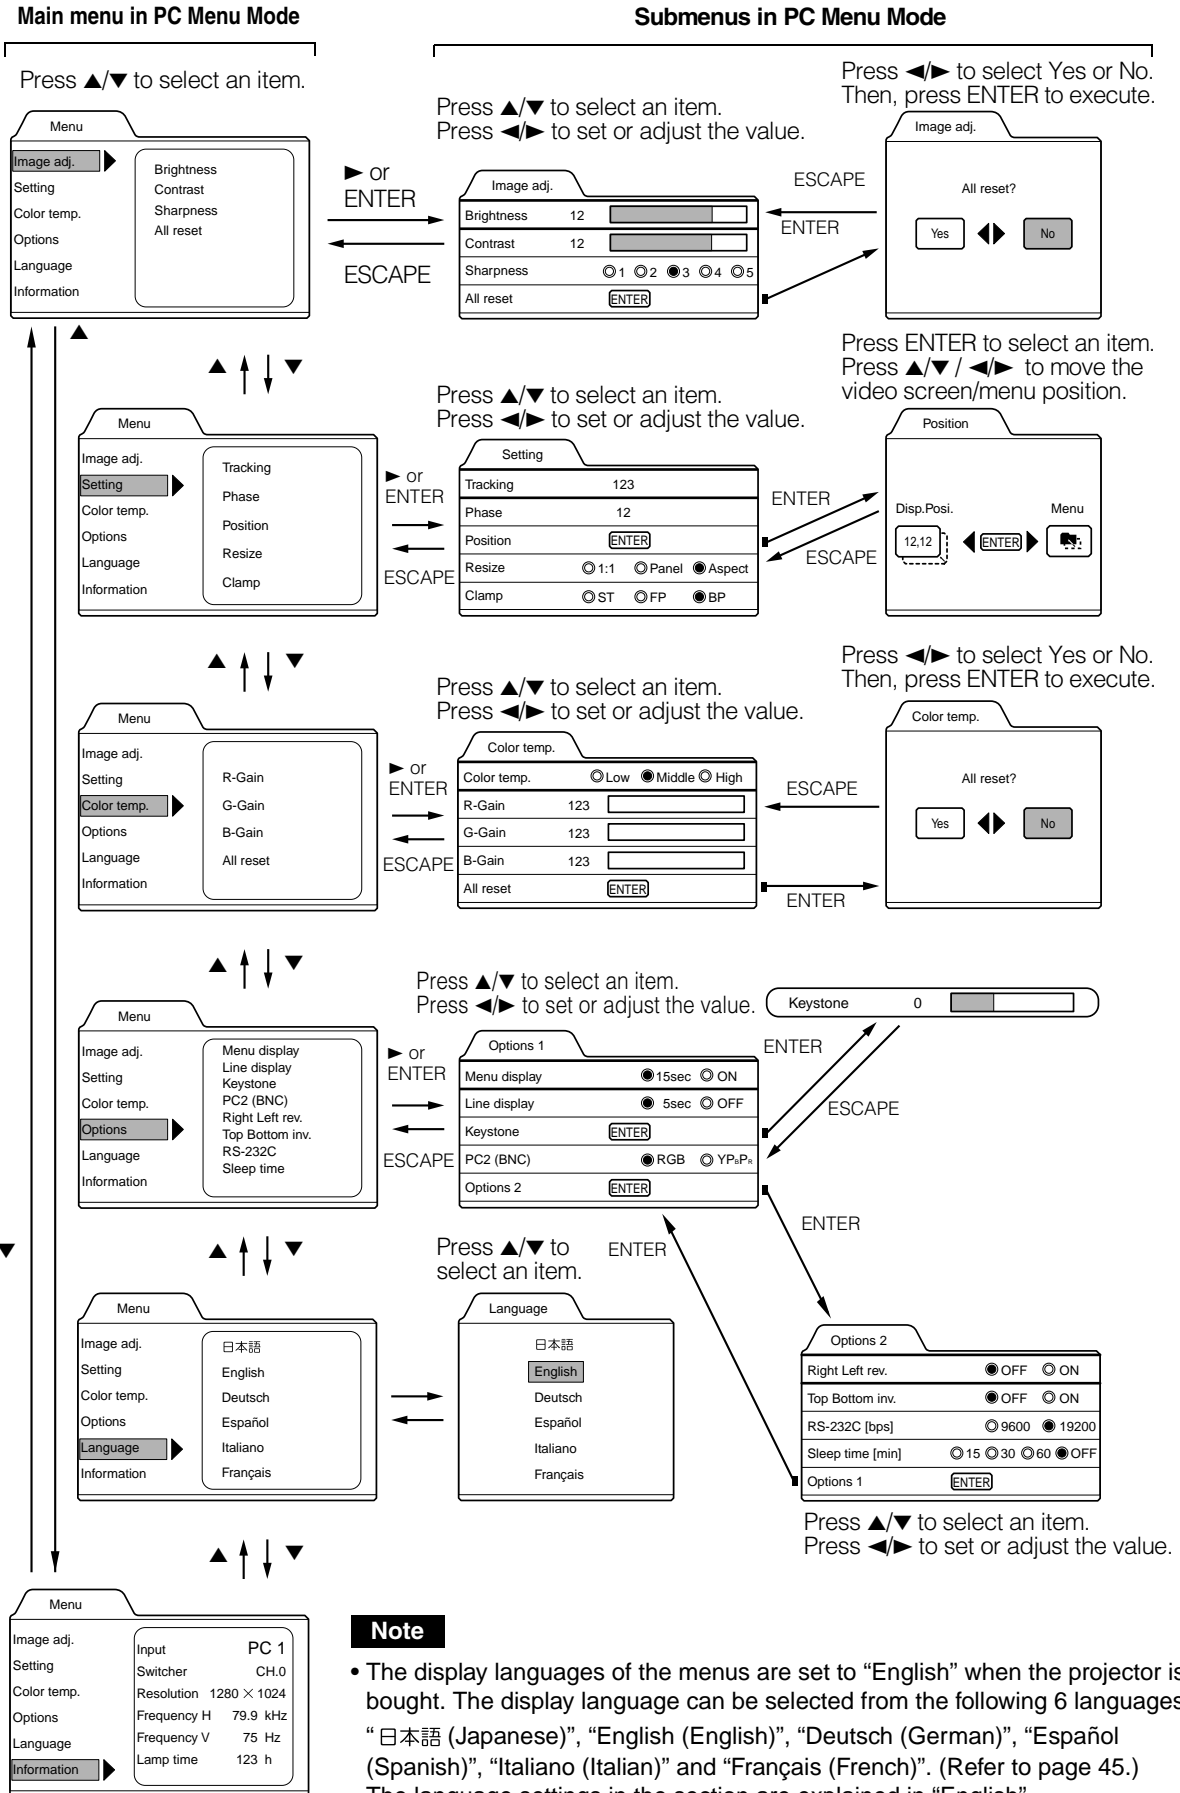 Main menu in PC Menu Mode
Submenus in PC Menu Mode
Press ▲/▼ to select an item.
Menu
Image adj.
Setting
Color temp.
Options
Language
Information
Brightness
Contrast
Sharpness
All reset
► or
ENTER
ESCAPE
Press ▲/▼ to select an item.
Press ◄/► to set or adjust the value.
Image adj.
Brightness 12
Contrast 12
Sharpness ◎1 ◎2 ◉3 ◎4 ◎5
All reset ENTER
ESCAPE
ENTER
Press ◄/► to select Yes or No.
Then, press ENTER to execute.
Image adj.
All reset?
Yes ◄► No
▲
▲ ▼
Menu
Image adj.
Setting
Color temp.
Options
Language
Information
Tracking
Phase
Position
Resize
Clamp
► or
ENTER
ESCAPE
Press ▲/▼ to select an item.
Press ◄/► to set or adjust the value.
Setting
Tracking 123
Phase 12
Position ENTER
Resize ◎1:1 ◎Panel ◉Aspect
Clamp ◎ST ◎FP ◉BP
ENTER
ESCAPE
Press ENTER to select an item.
Press ▲/▼ / ◄/► to move the
video screen/menu position.
Position
Disp.Posi. Menu
12,12 ◄ENTER►
▲ ▼
Menu
Image adj.
Setting
Color temp.
Options
Language
Information
R-Gain
G-Gain
B-Gain
All reset
► or
ENTER
ESCAPE
Press ▲/▼ to select an item.
Press ◄/► to set or adjust the value.
Color temp.
Color temp. ◎Low ◉Middle ◎High
R-Gain 123
G-Gain 123
B-Gain 123
All reset ENTER
ESCAPE
ENTER
Press ◄/► to select Yes or No.
Then, press ENTER to execute.
Color temp.
All reset?
Yes ◄► No
▲ ▼
Menu
Image adj.
Setting
Color temp.
Options
Language
Information
Menu display
Line display
Keystone
PC2 (BNC)
Right Left rev.
Top Bottom inv.
RS-232C
Sleep time
► or
ENTER
ESCAPE
Press ▲/▼ to select an item.
Press ◄/► to set or adjust the value.
Options 1
Menu display ◉15sec ◎ON
Line display ◉ 5sec ◎OFF
Keystone ENTER
PC2 (BNC) ◉RGB ◎YPBPR
Options 2 ENTER
Keystone 0
ENTER
ESCAPE
ENTER
ENTER
▼
▲ ▼
Menu
Image adj.
Setting
Color temp.
Options
Language
Information
日本語
English
Deutsch
Español
Italiano
Français
Press ▲/▼ to
select an item.
Language
日本語
English
Deutsch
Español
Italiano
Français
Options 2
Right Left rev. ◉OFF ◎ON
Top Bottom inv. ◉OFF ◎ON
RS-232C [bps] ◎9600 ◉19200
Sleep time [min] ◎15 ◎30 ◎60 ◉OFF
Options 1 ENTER
Press ▲/▼ to select an item.
Press ◄/► to set or adjust the value.
▲ ▼
Menu
Image adj.
Setting
Color temp.
Options
Language
Information
Input PC 1
Switcher CH.0
Resolution 1280 × 1024
Frequency H 79.9 kHz
Frequency V 75 Hz
Lamp time 123 h
Note
• The display languages of the menus are set to “English” when the projector is
bought. The display language can be selected from the following 6 languages
“日本語 (Japanese)”, “English (English)”, “Deutsch (German)”, “Español
(Spanish)”, “Italiano (Italian)” and “Français (French)”. (Refer to page 45.)
The language settings in the section are explained in “English”